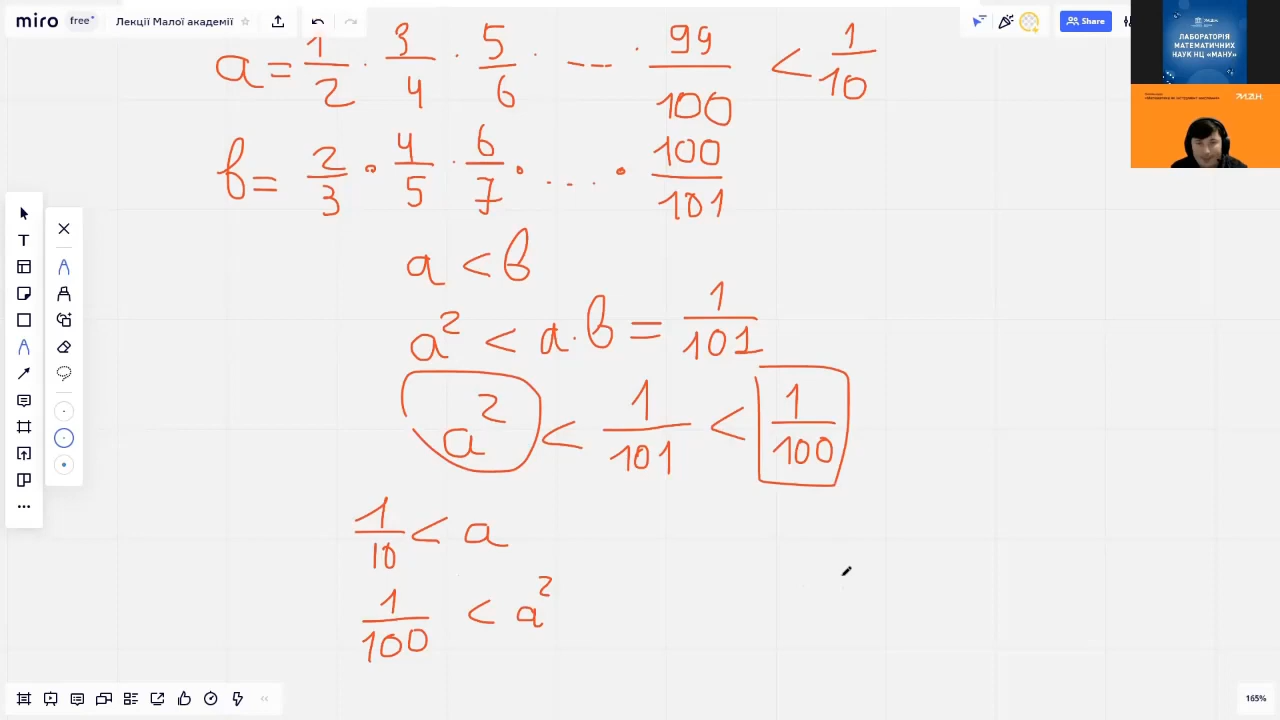 miro free* Лекції Малої академії Share
ЛАБОРАТОРІЯ
МАТЕМАТИЧНИХ
НАУК НЦ «МАНУ»
a = 1/2 · 3/4 · 5/6 · --- · 99/100 < 1/10
в = 2/3 · 4/5 · 6/7 · ... · 100/101
a < в
a² < a·в = 1/101
a² < 1/101 < 1/100
1/10 < a
1/100 < a²
165%